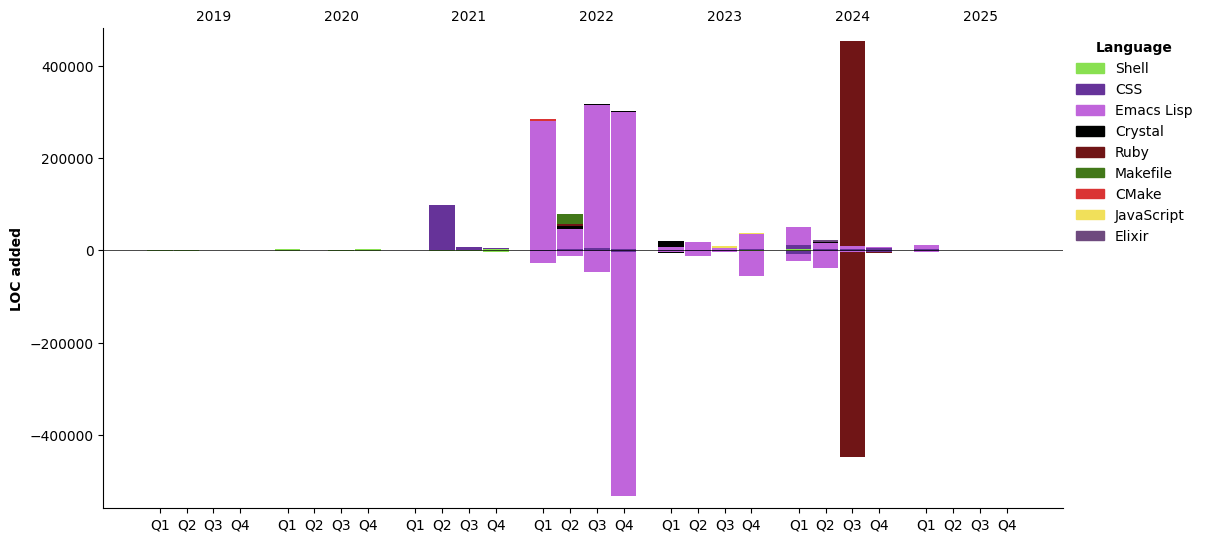 2019 2020 2021 2022 2023 2024 2025
LOC added
400000
200000
0
−200000
−400000
Q1 Q2 Q3 Q4 Q1 Q2 Q3 Q4 Q1 Q2 Q3 Q4 Q1 Q2 Q3 Q4 Q1 Q2 Q3 Q4 Q1 Q2 Q3 Q4 Q1 Q2 Q3 Q4
Language
Shell
CSS
Emacs Lisp
Crystal
Ruby
Makefile
CMake
JavaScript
Elixir